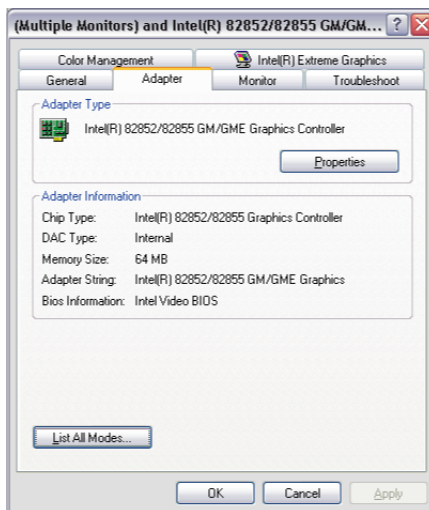 (Multiple Monitors) and Intel(R) 82852/82855 GM/GM... ? X
Color Management Intel(R) Extreme Graphics
General Adapter Monitor Troubleshoot
Adapter Type
Intel(R) 82852/82855 GM/GME Graphics Controller
Properties
Adapter Information
Chip Type: Intel(R) 82852/82855 Graphics Controller
DAC Type: Internal
Memory Size: 64 MB
Adapter String: Intel(R) 82852/82855 GM/GME Graphics
Bios Information: Intel Video BIOS
List All Modes...
OK Cancel Apply